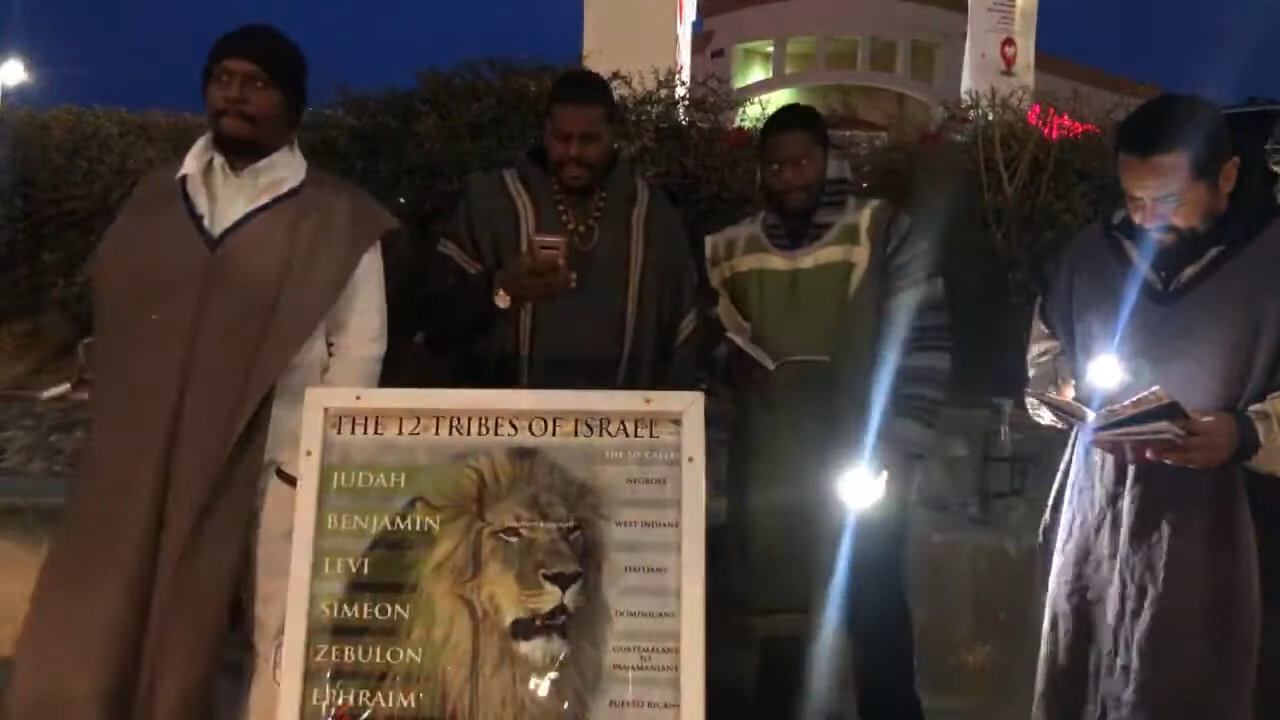 THE 12 TRIBES OF ISRAEL
THE SO CALLED
JUDAH NEGROES
BENJAMIN WEST INDIANS
LEVI HAITIANS
SIMEON DOMINICANS
ZEBULON GUATEMALANS
TO
PANAMANIANS
EPHRAIM PUERTO RICANS